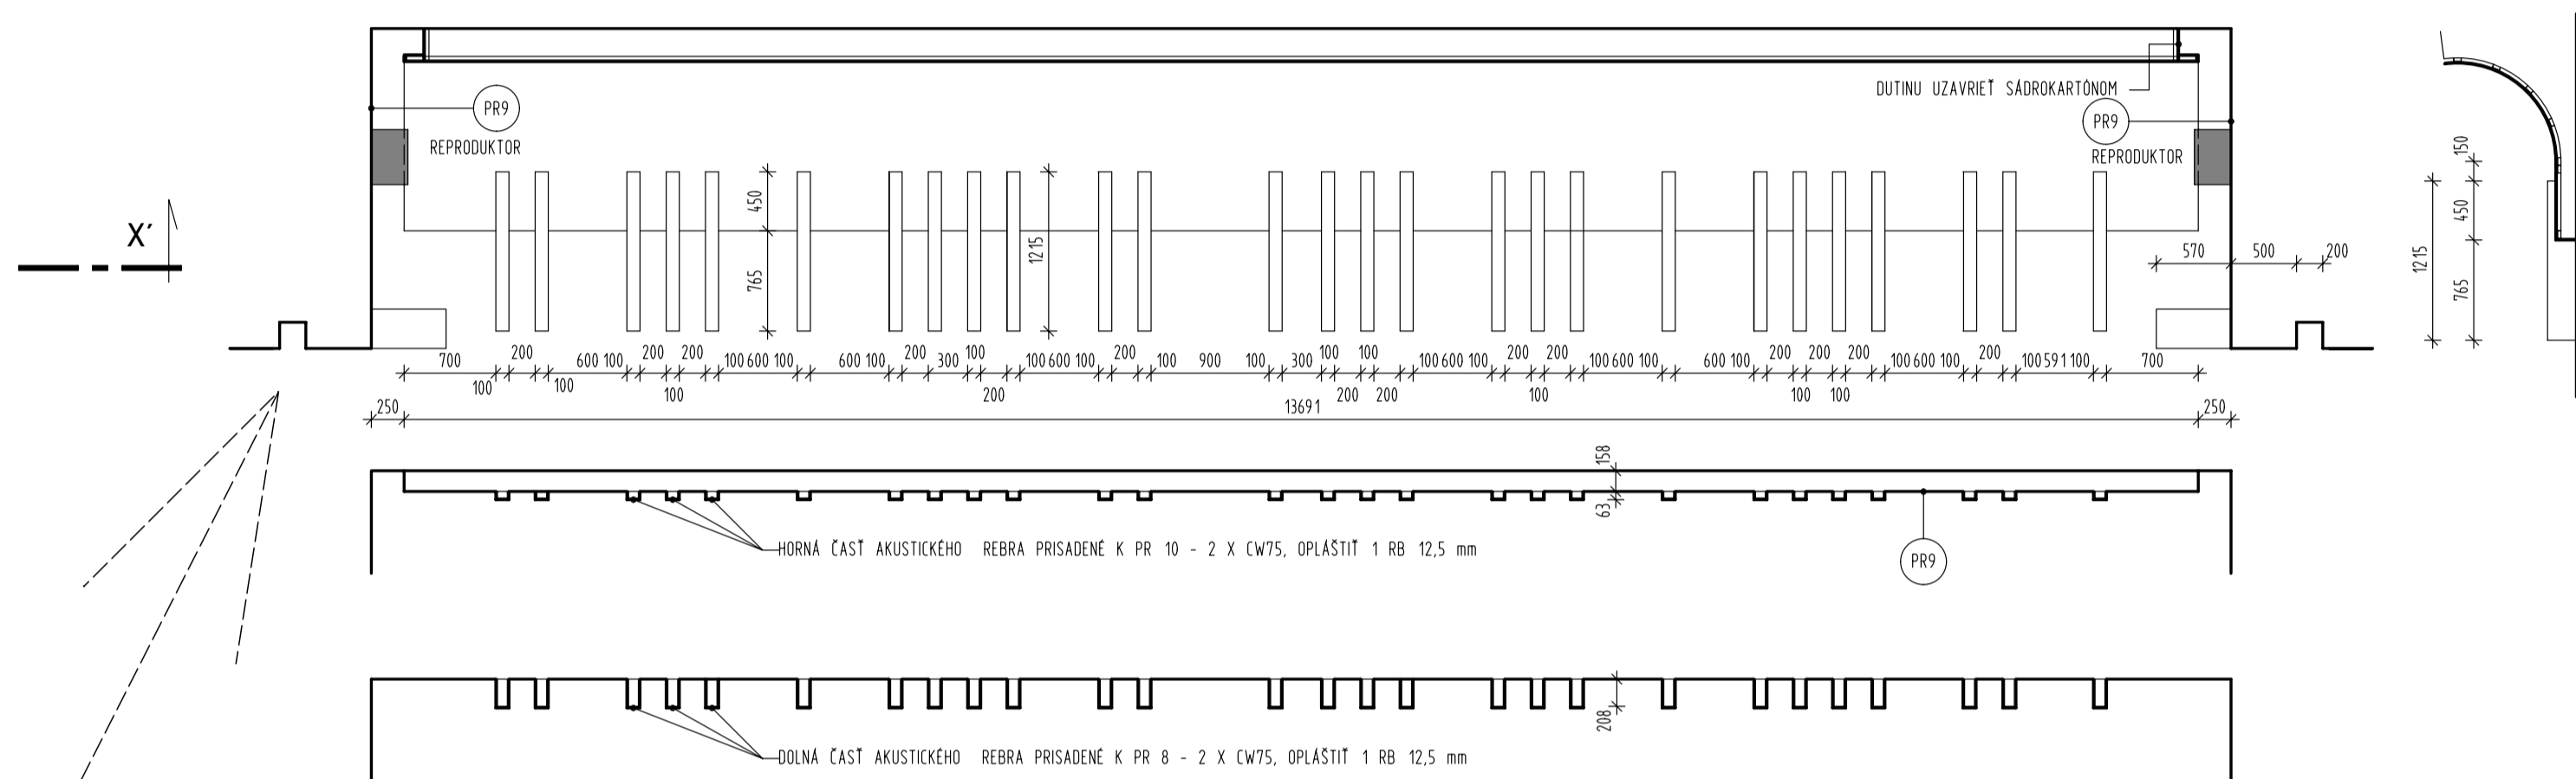 DUTINU UZAVRIEŤ SÁDROKARTÓNOM
PR9
PR9
REPRODUKTOR
REPRODUKTOR
X′
450
765
1215
150
450
765
1215
570 500 200
700 200 600 100 200 200 100 600 100 600 100 200 300 100 100 600 100 200 100 900 100 300 100 100 100 600 100 200 200 100 600 100 600 100 200 200 200 100 600 100 200 100 591 100 700
100 100 100 200 200 200 100 100 100
250 13691 250
158
63
HORNÁ ČASŤ AKUSTICKÉHO REBRA PRISADENÉ K PR 10 - 2 X CW75, OPLÁŠTIŤ 1 RB 12,5 mm
PR9
208
DOLNÁ ČASŤ AKUSTICKÉHO REBRA PRISADENÉ K PR 8 - 2 X CW75, OPLÁŠTIŤ 1 RB 12,5 mm